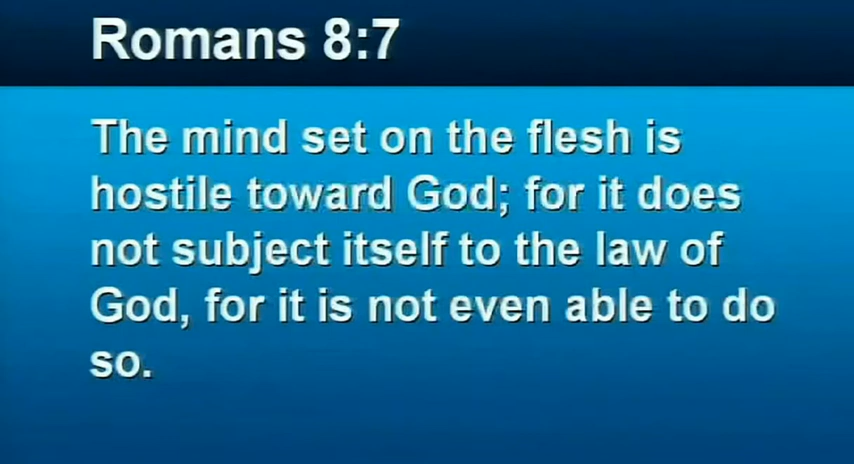 Romans 8:7
The mind set on the flesh is
hostile toward God; for it does
not subject itself to the law of
God, for it is not even able to do
so.